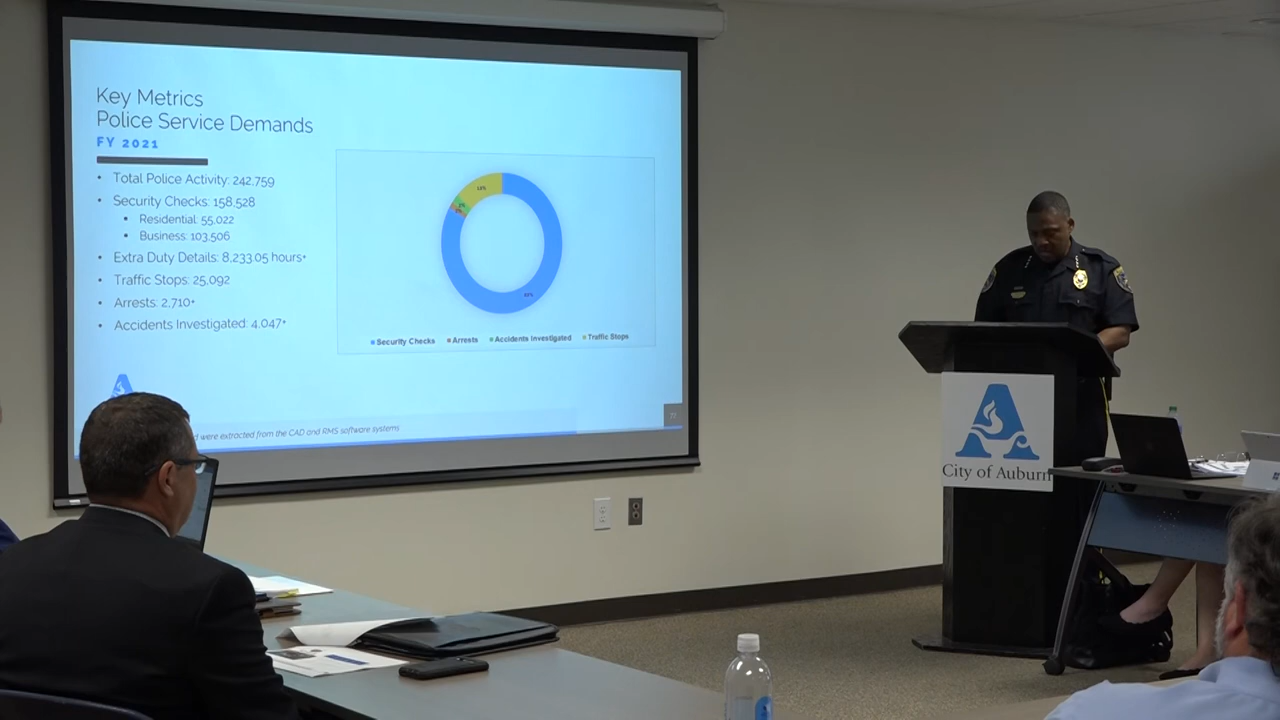 Key Metrics
Police Service Demands
FY 2021
• Total Police Activity: 242,759
• Security Checks: 158,528
• Residential: 55,022
• Business: 103,506
• Extra Duty Details: 8,233.05 hours+
• Traffic Stops: 25,092
• Arrests: 2,710+
• Accidents Investigated: 4,047+
Security Checks Arrests Accidents Investigated Traffic Stops
were extracted from the CAD and RMS software systems
77
City of Auburn